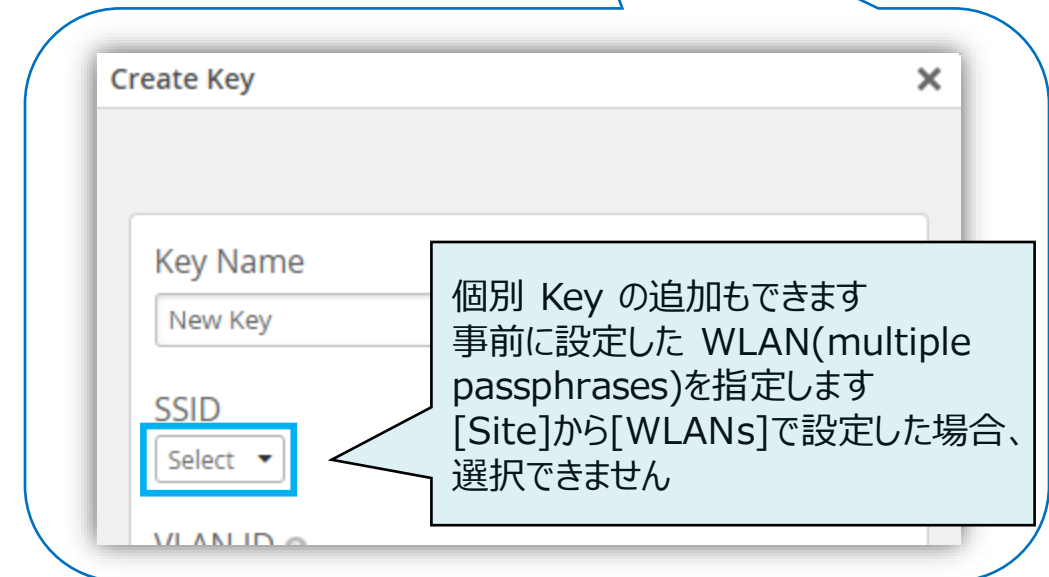 Create Key
Key Name
New Key
個別 Key の追加もできます
事前に設定した WLAN(multiple
passphrases)を指定します
[Site]から[WLANs]で設定した場合、
選択できません
SSID
Select
VLAN ID